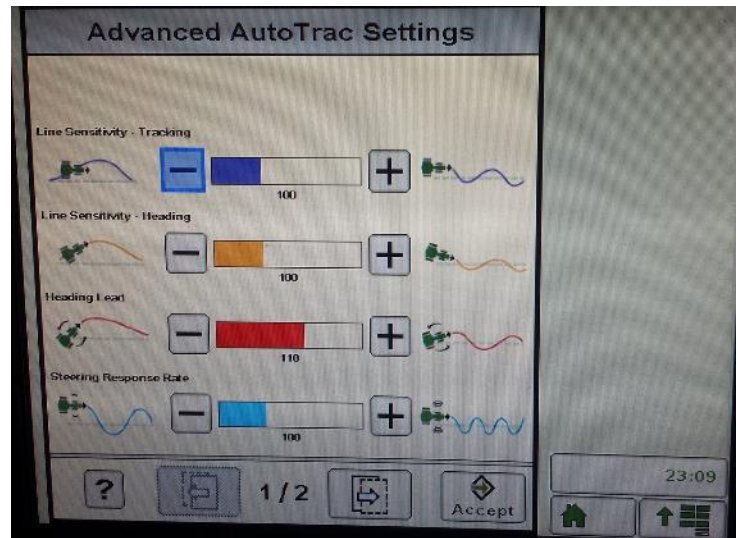 Advanced AutoTrac Settings
Line Sensitivity - Tracking
100
Line Sensitivity - Heading
100
Heading Lead
110
Steering Response Rate
100
?
1 / 2
Accept
23:09